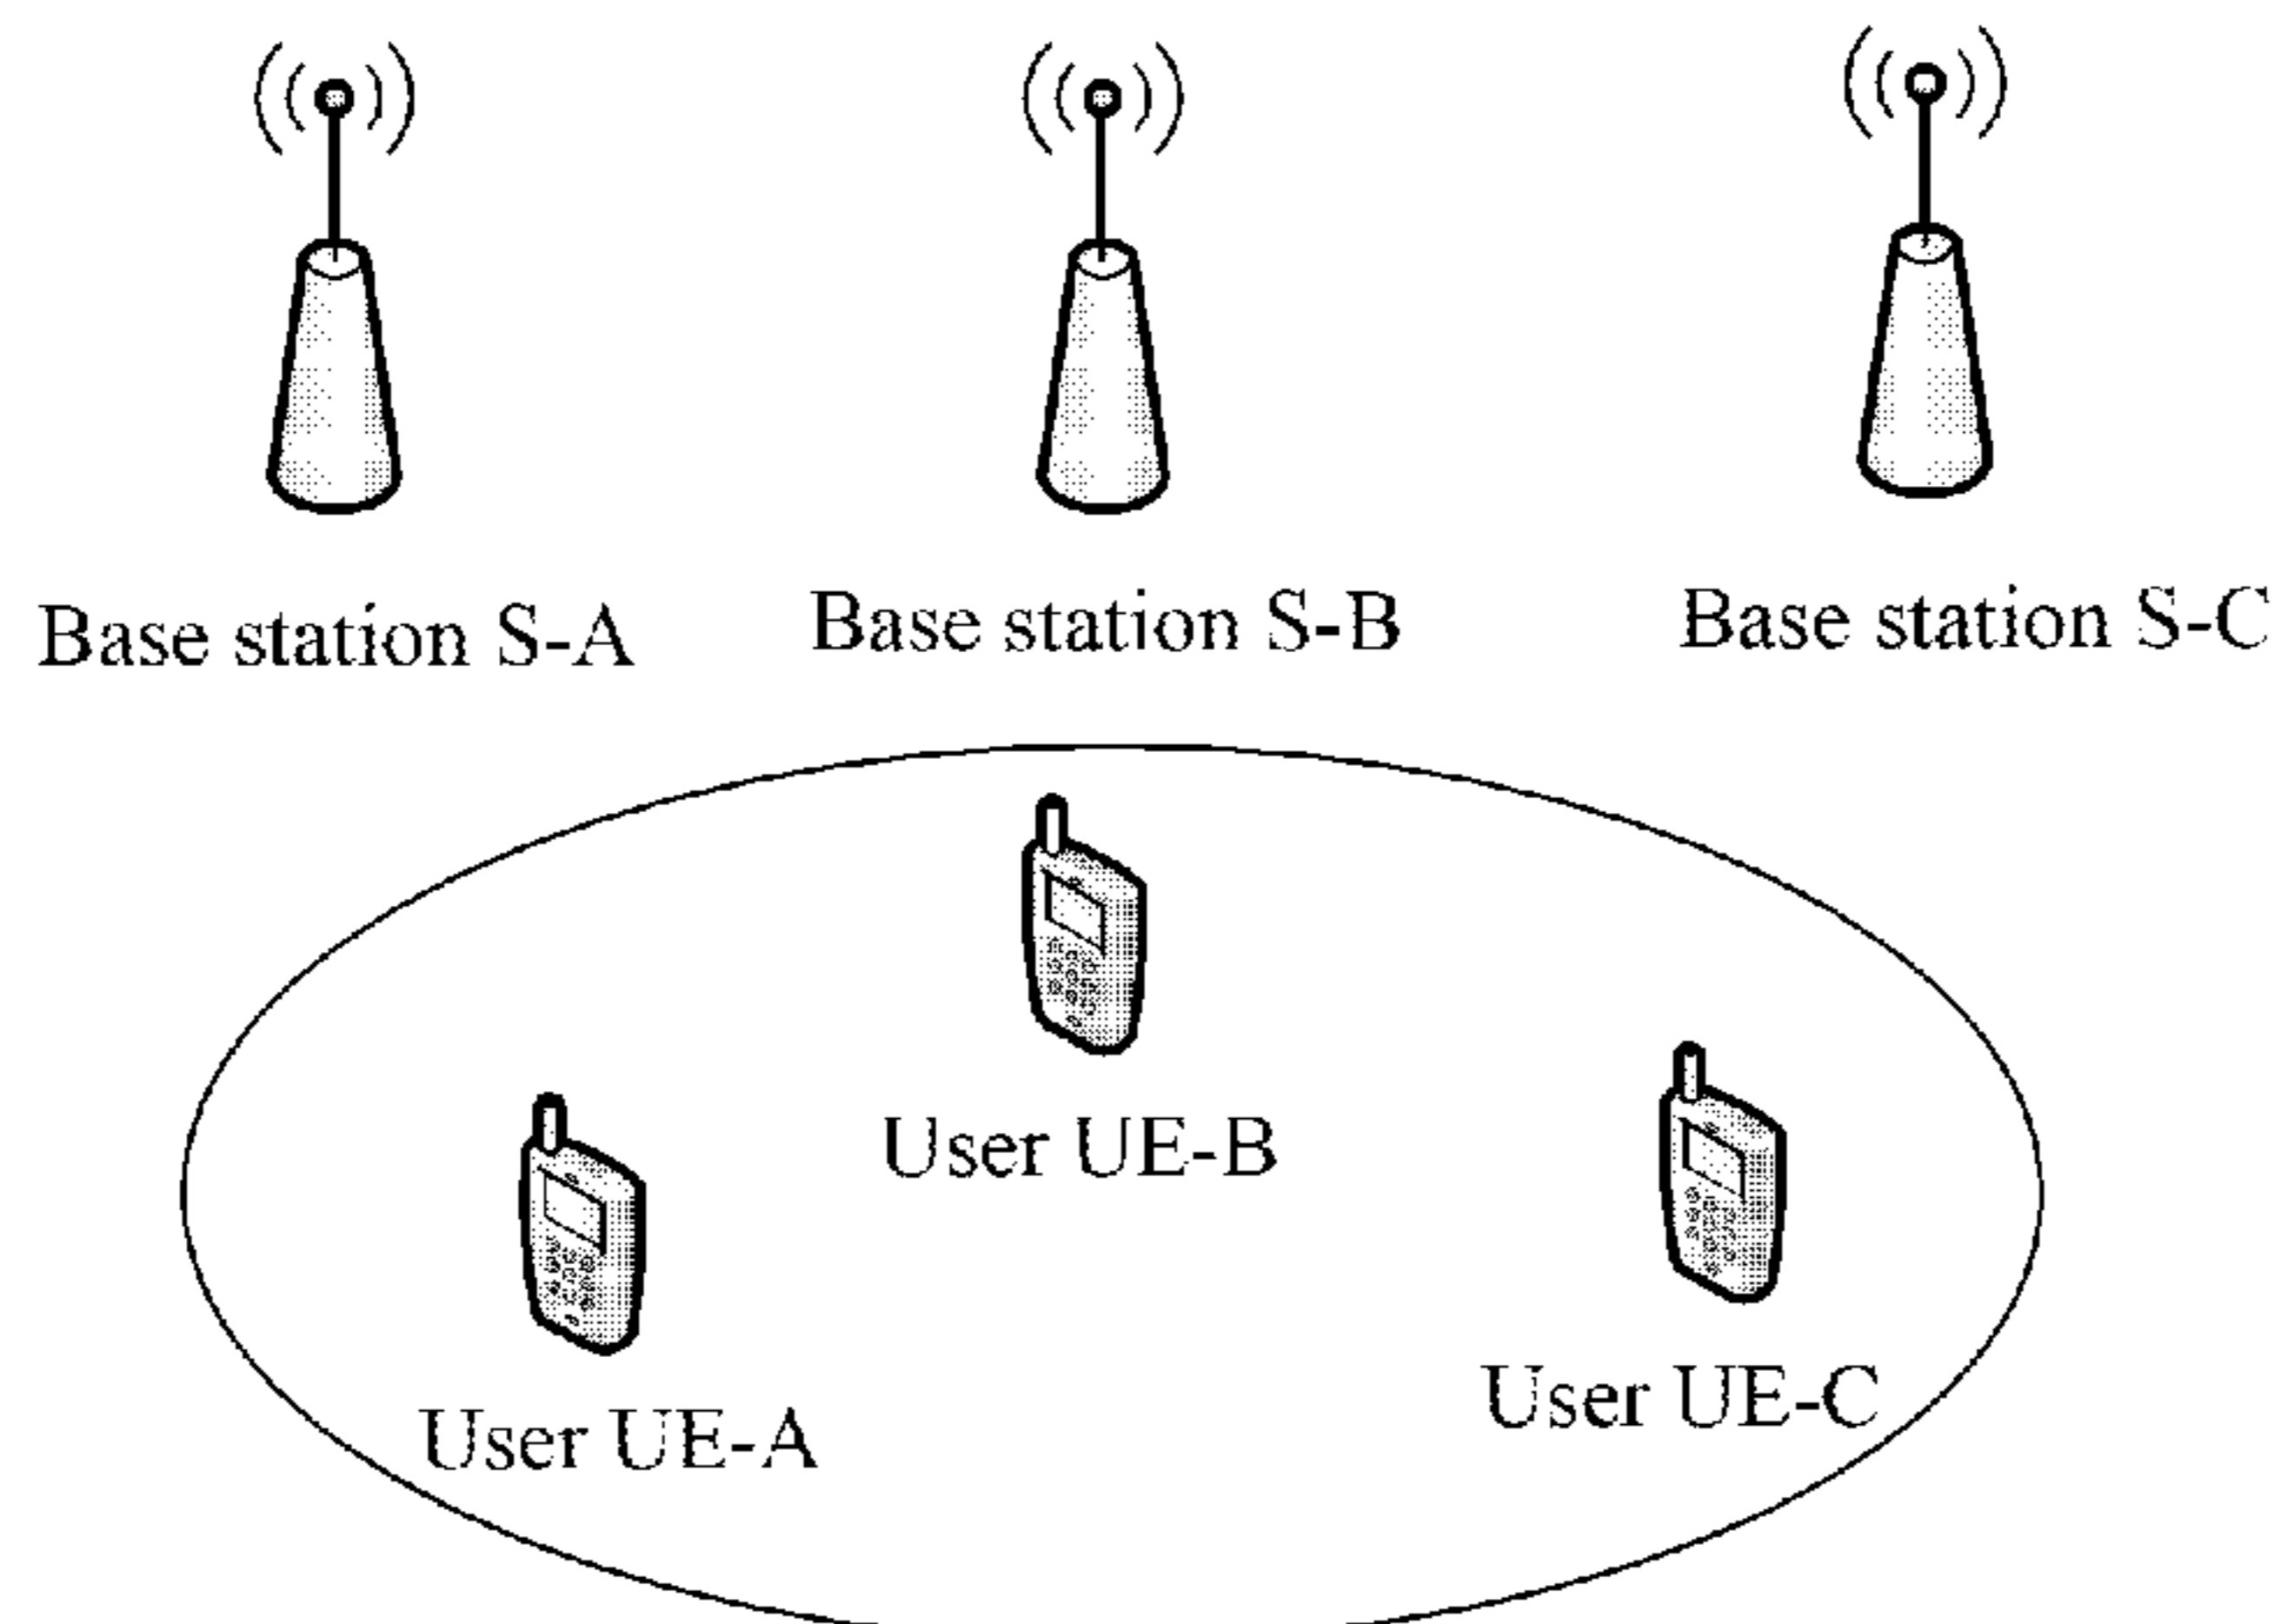 Base station S-A
Base station S-B
Base station S-C
User UE-B
User UE-C
User UE-A